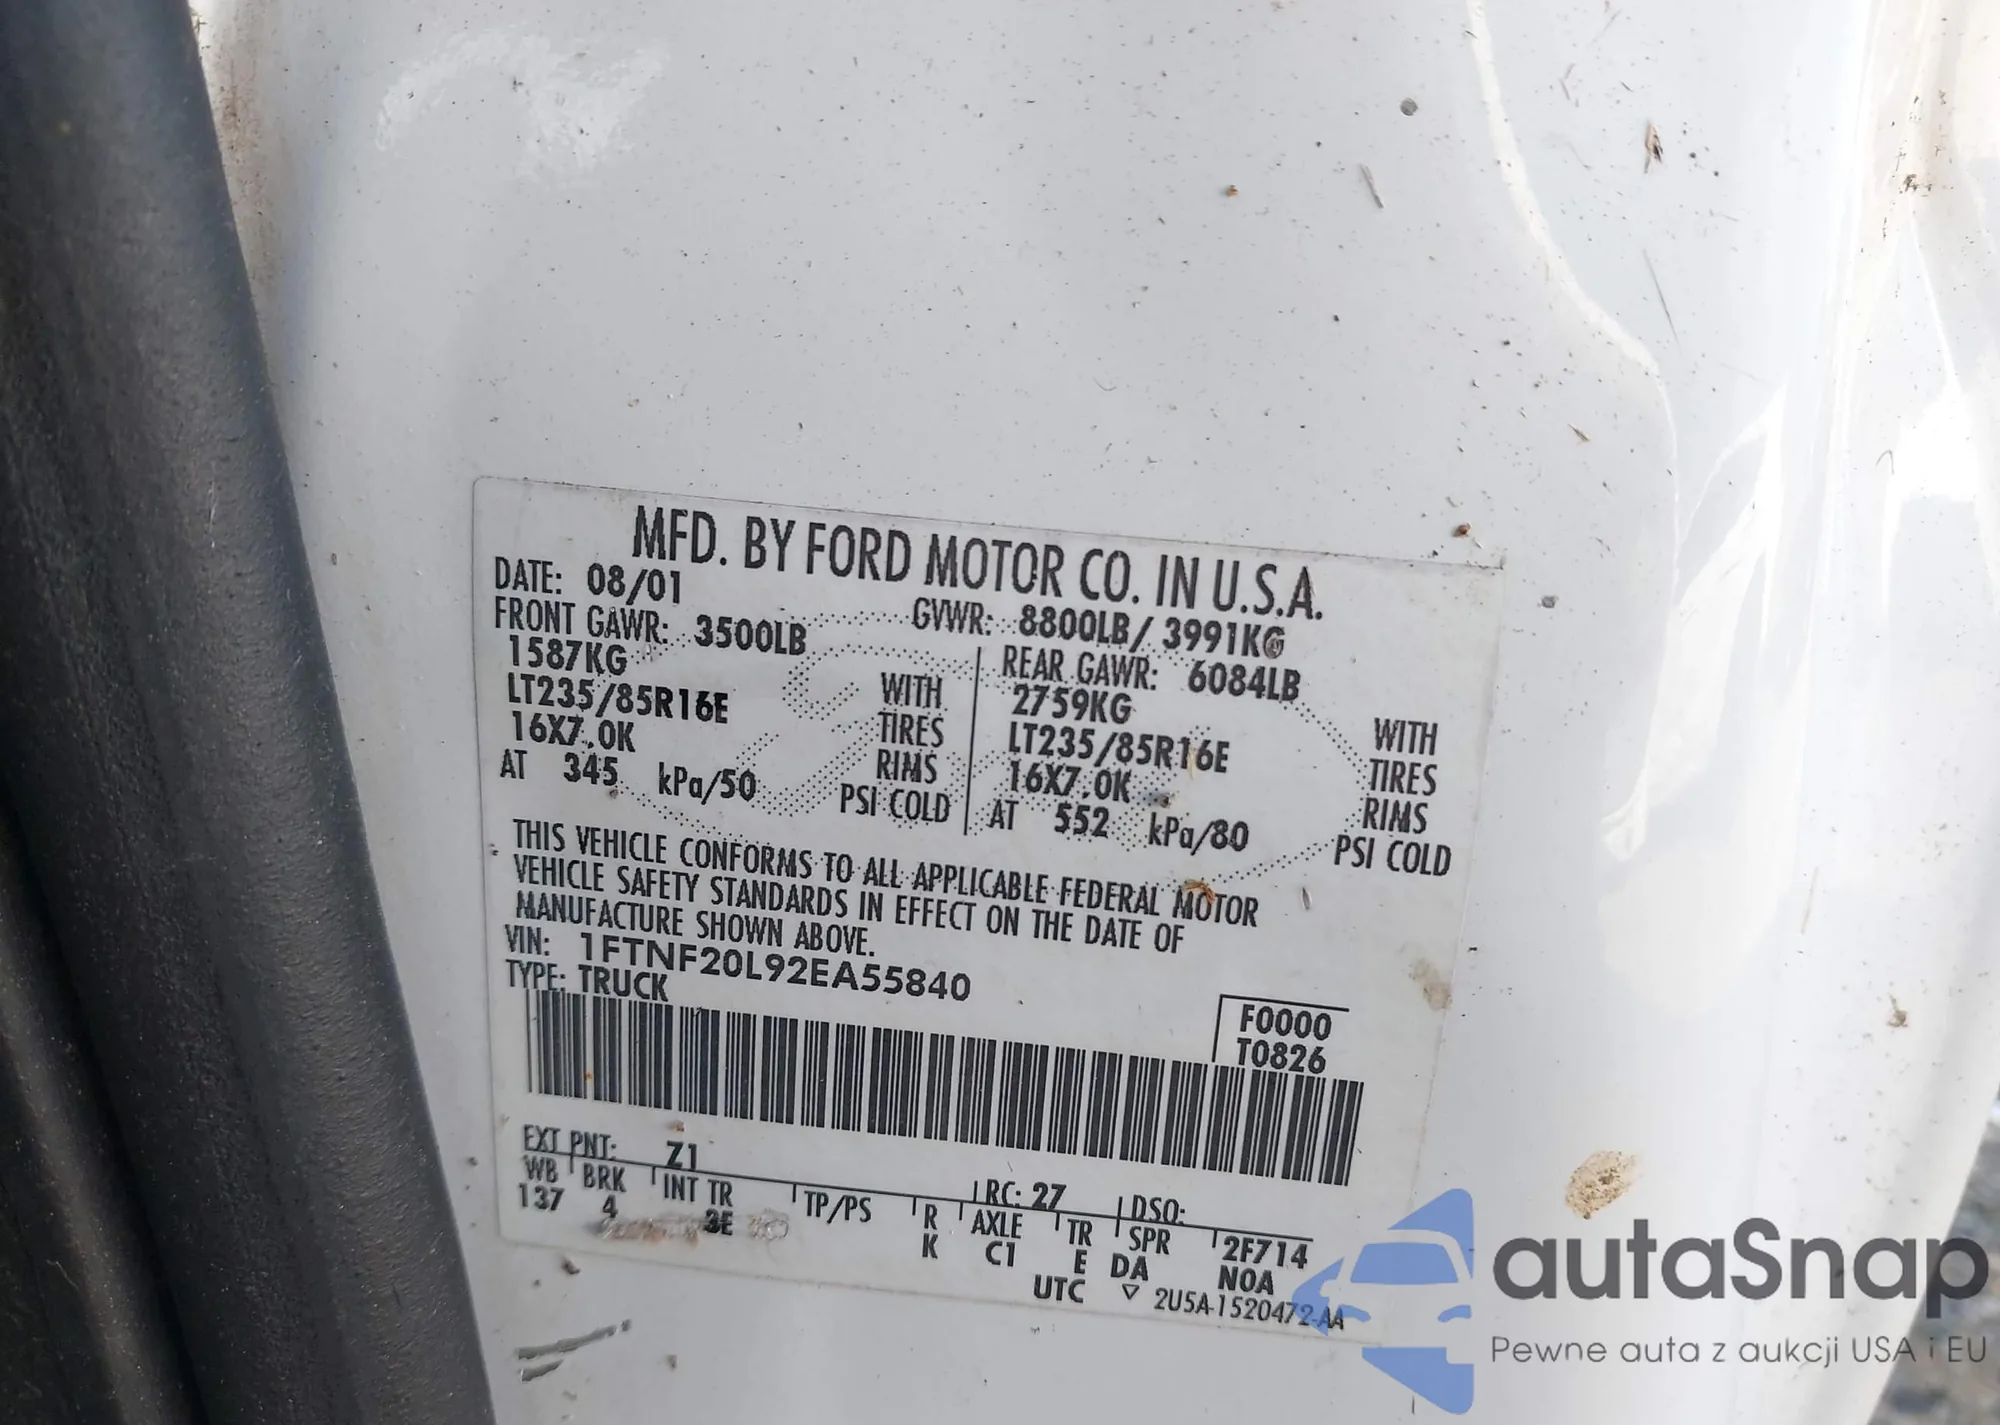 MFD. BY FORD MOTOR CO. IN U.S.A.
DATE: 08/01 GVWR: 8800LB/ 3991KG
FRONT GAWR: 3500LB REAR GAWR: 6084LB
1587KG WITH 2759KG WITH
LT235/85R16E TIRES LT235/85R16E TIRES
16X7.0K RIMS 16X7.0K RIMS
AT 345 kPa/50 PSI COLD AT 552 kPa/80 PSI COLD
THIS VEHICLE CONFORMS TO ALL APPLICABLE FEDERAL MOTOR
VEHICLE SAFETY STANDARDS IN EFFECT ON THE DATE OF
MANUFACTURE SHOWN ABOVE.
VIN: 1FTNF20L92EA55840
TYPE: TRUCK
F0000
T0826
EXT PNT: Z1 RC: 27 DSO:
WB BRK INT TR TP/PS R AXLE TR SPR 2F714
137 4 3E K C1 E DA N0A
UTC ▽ 2U5A-1520472-AA
autaSnap
Pewne auta z aukcji USA i EU